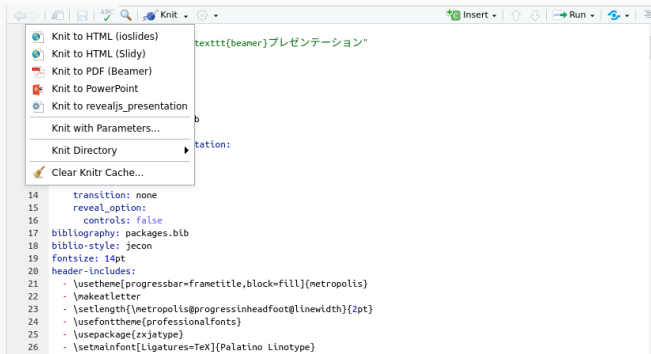 ABC Knit Insert Run
Knit to HTML (ioslides)
Knit to HTML (Slidy)
texttt{beamer}プレゼンテーション"
Knit to PDF (Beamer)
Knit to PowerPoint
Knit to revealjs_presentation
b
Knit with Parameters...
tation:
Knit Directory
Clear Knitr Cache...
14 transition: none
15 reveal_option:
16 controls: false
17 bibliography: packages.bib
18 biblio-style: jecon
19 fontsize: 14pt
20 header-includes:
21 - \usetheme[progressbar=frametitle,block=fill]{metropolis}
22 - \makeatletter
23 - \setlength{\metropolis@progressinheadfoot@linewidth}{2pt}
24 - \usefonttheme{professionalfonts}
25 - \usepackage{zxjatype}
26 - \setmainfont[Ligatures=TeX]{Palatino Linotype}